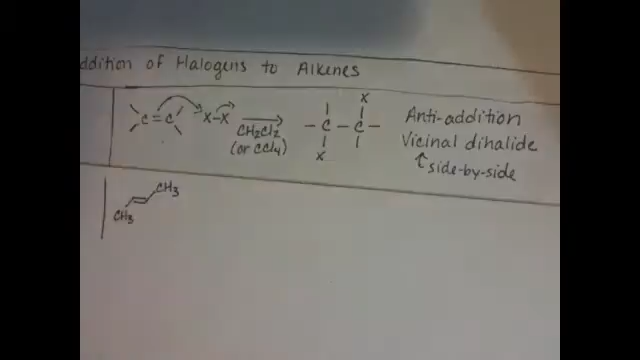 ddition of Halogens to Alkenes
C=C X-X
CH₂Cl₂
(or CCl₄)
X
-C-C-
X
Anti-addition
Vicinal dihalide
↑side-by-side
CH₃
CH₃